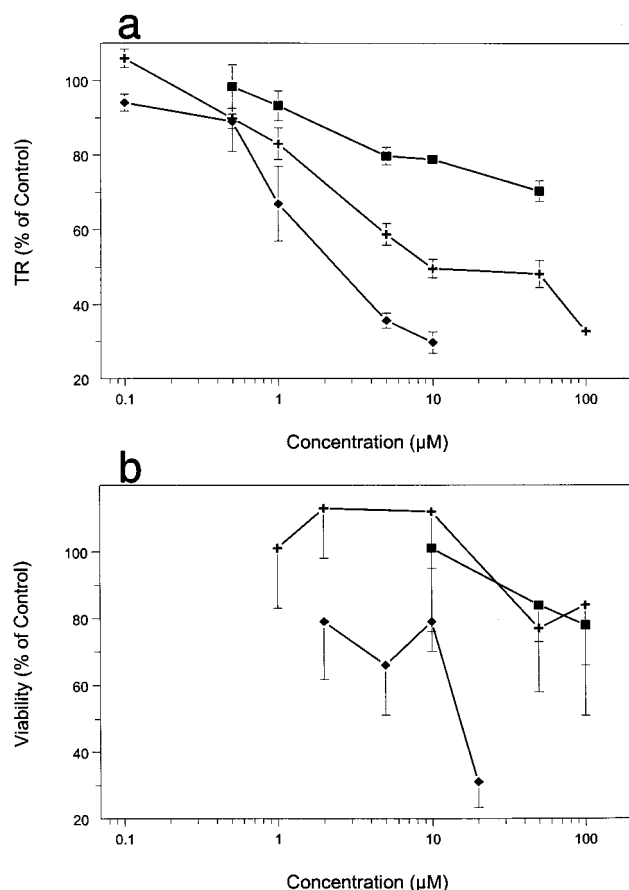 a
TR (% of Control)
100
80
60
40
20
0.1 1 10 100
Concentration (µM)
b
Viability (% of Control)
100
80
60
40
20
0.1 1 10 100
Concentration (µM)